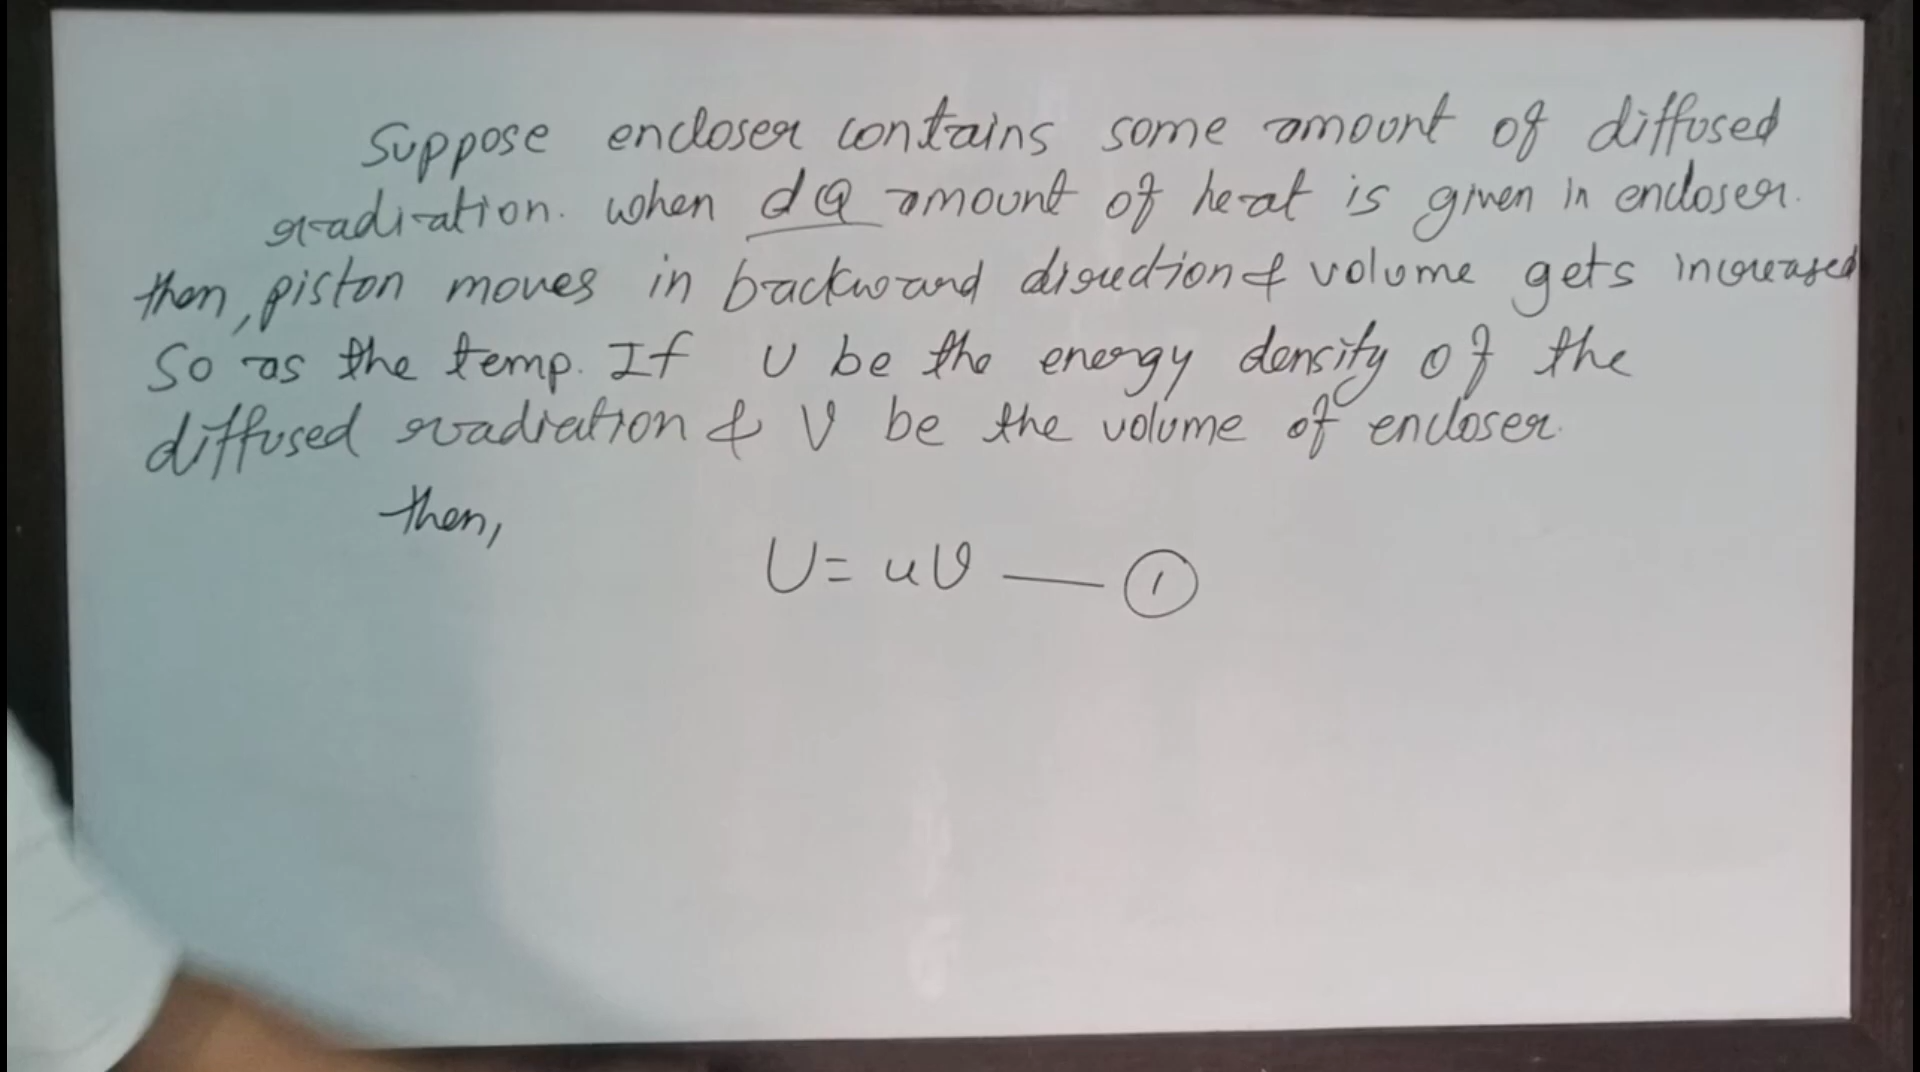 Suppose encloser contains some amount of diffused
radiation. when dQ amount of heat is given in encloser.
then, piston moves in backward direction & volume gets increased
So as the temp. If U be the energy density of the
diffused radiation & V be the volume of encloser.
then,
U = uV — ①